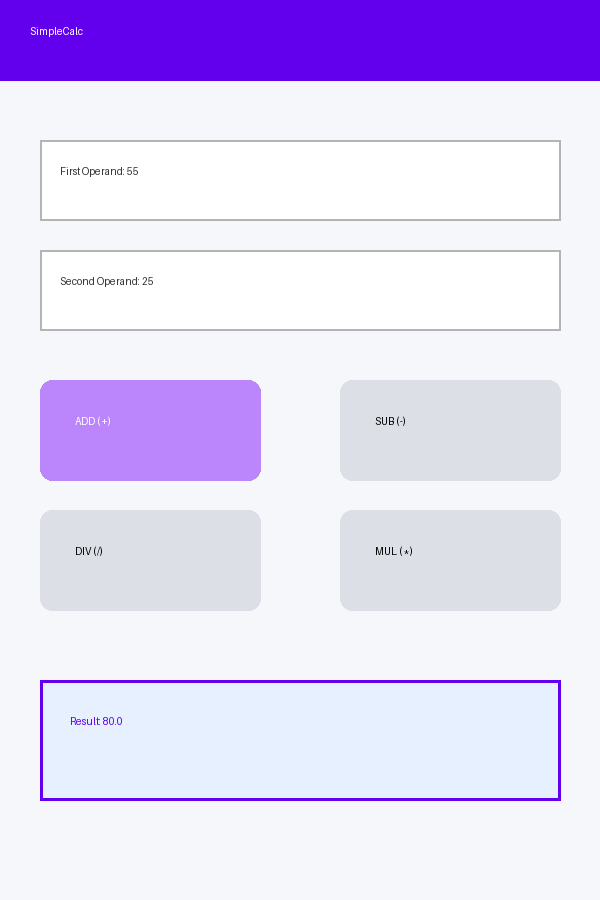 SimpleCalc
First Operand: 55
Second Operand: 25
ADD (+)
SUB (-)
DIV (/)
MUL (*)
Result: 80.0